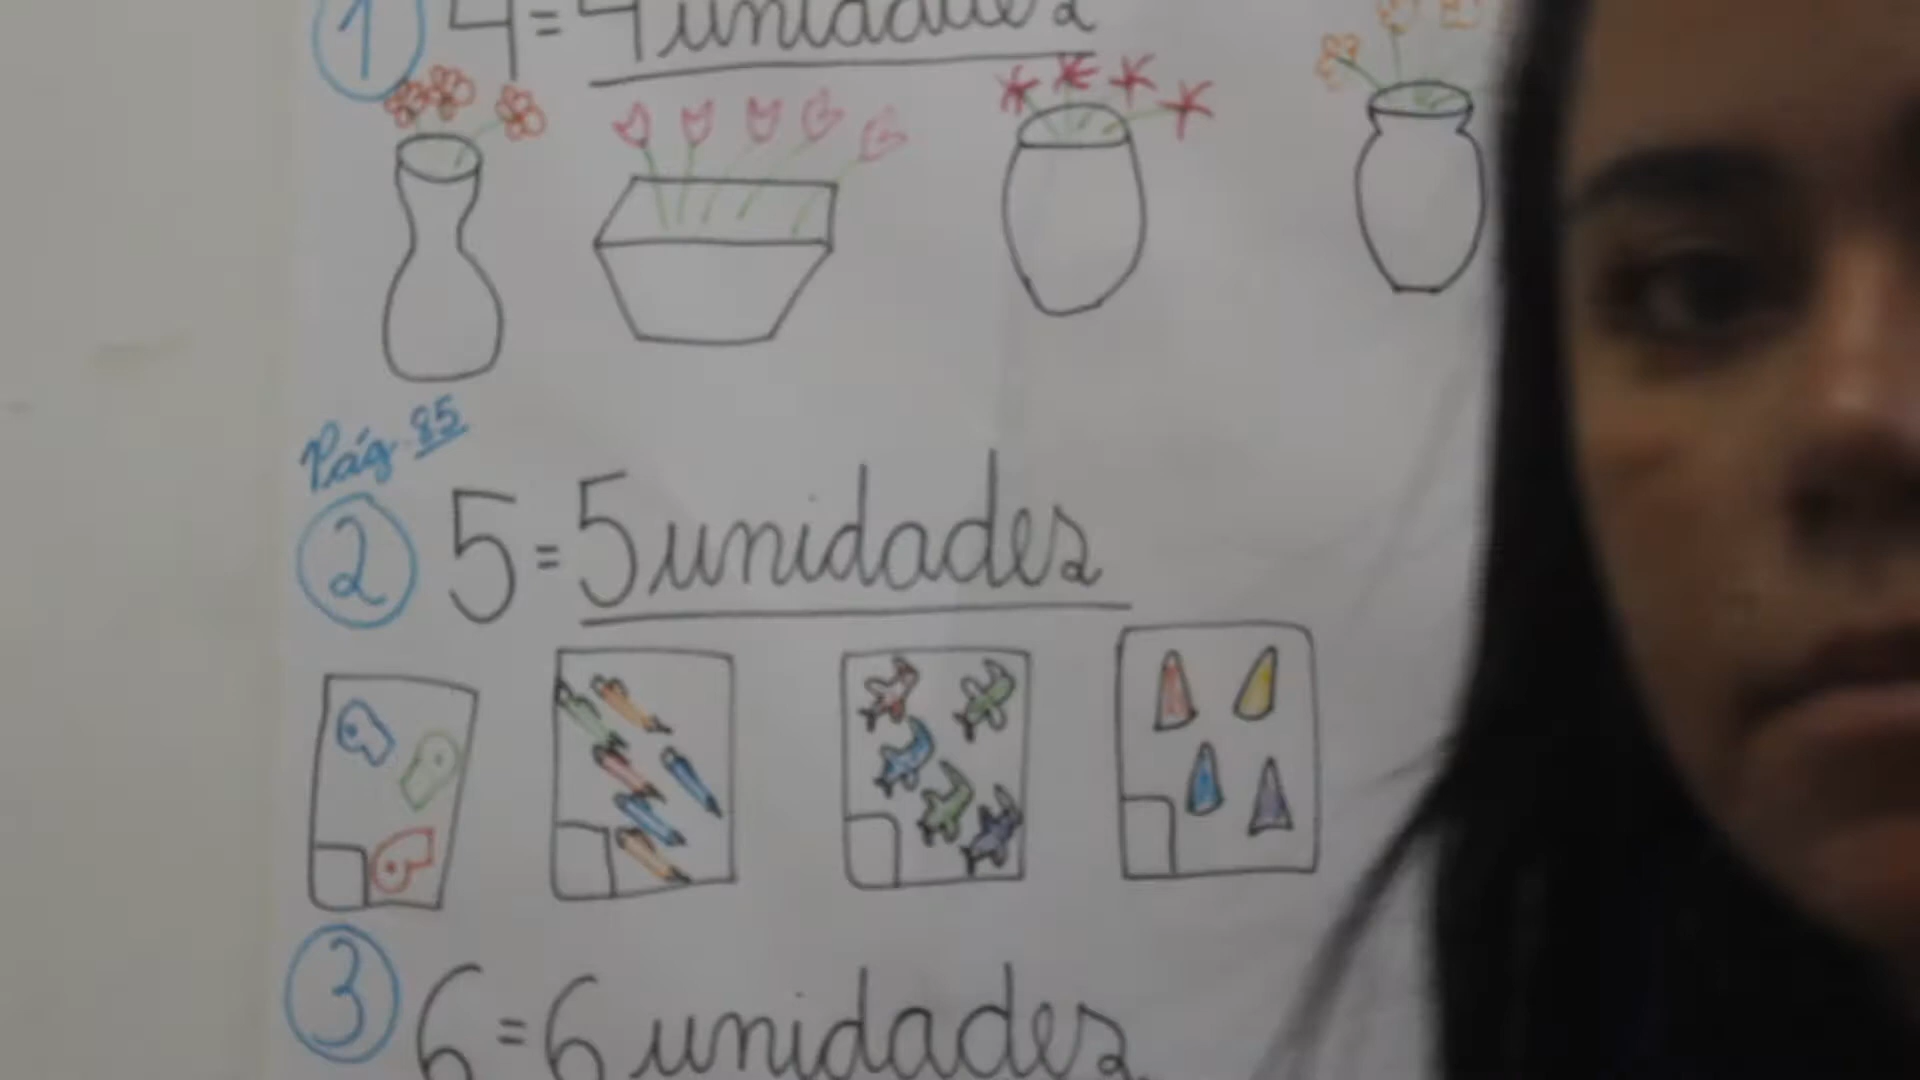 1 4 = 4 unidades
Pág. 85
2 5 = 5 unidades
3 6 = 6 unidades